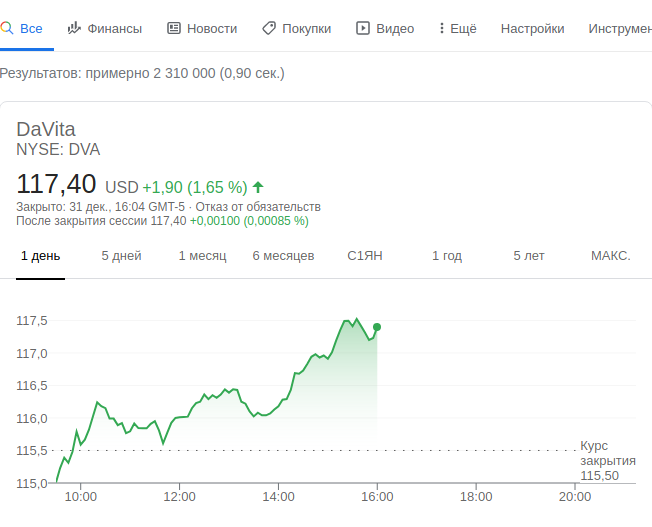 Все Финансы Новости Покупки Видео Ещё Настройки Инструмен
Результатов: примерно 2 310 000 (0,90 сек.)
DaVita
NYSE: DVA
117,40 USD +1,90 (1,65 %)
Закрыто: 31 дек., 16:04 GMT-5 · Отказ от обязательств
После закрытия сессии 117,40 +0,00100 (0,00085 %)
1 день 5 дней 1 месяц 6 месяцев С1ЯН 1 год 5 лет МАКС.
117,5
117,0
116,5
116,0
115,5
115,0
Курс
закрытия
115,50
10:00 12:00 14:00 16:00 18:00 20:00